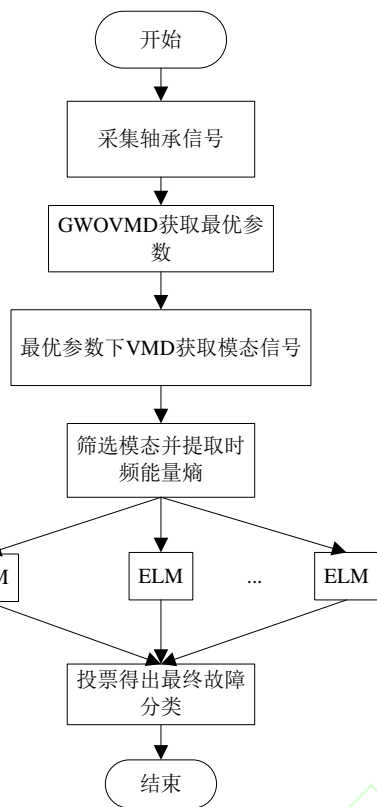 开始
采集轴承信号
GWOVMD获取最优参
数
最优参数下VMD获取模态信号
筛选模态并提取时
频能量熵
M ELM ... ELM
投票得出最终故障
分类
结束